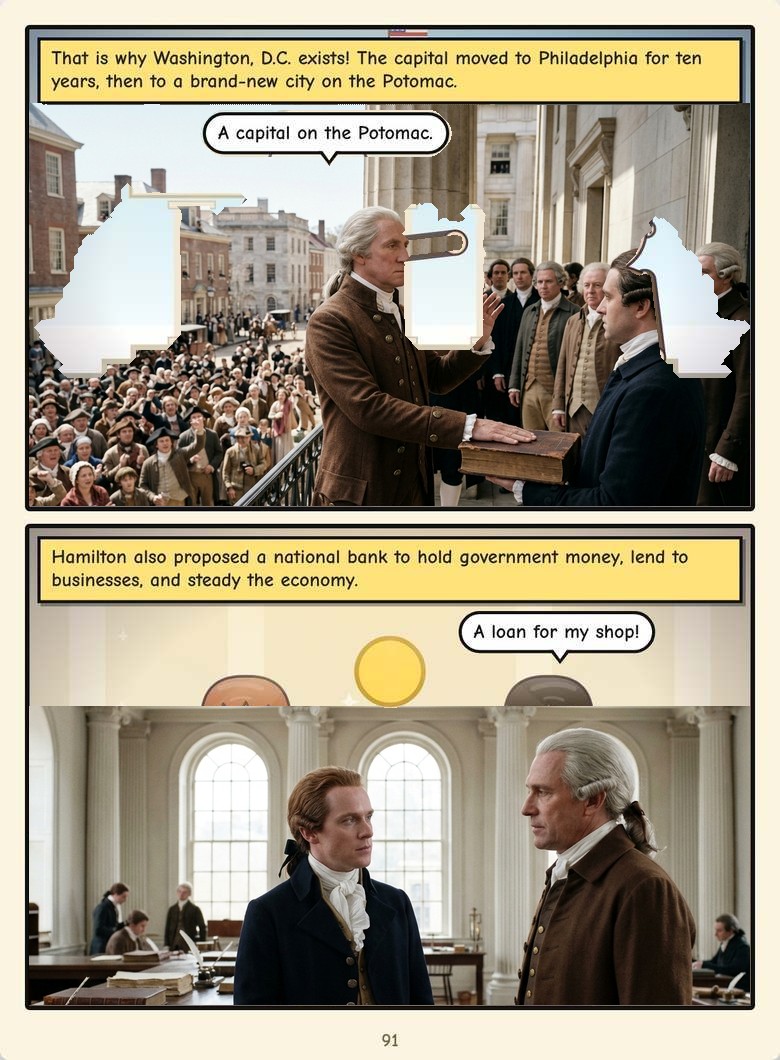 That is why Washington, D.C. exists! The capital moved to Philadelphia for ten
years, then to a brand-new city on the Potomac.
A capital on the Potomac.
Hamilton also proposed a national bank to hold government money, lend to
businesses, and steady the economy.
A loan for my shop!
91